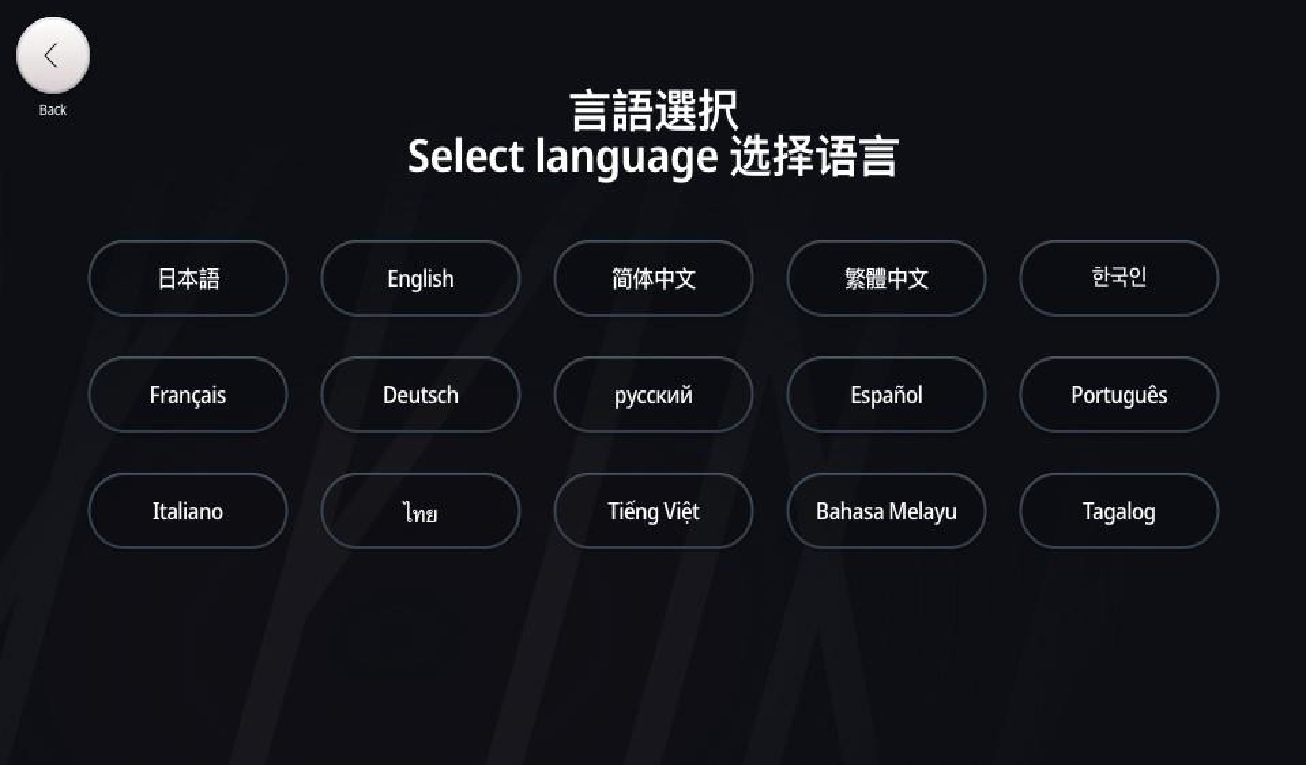 Back
言語選択
Select language 选择语言
日本語
English
简体中文
繁體中文
한국인
Français
Deutsch
русский
Español
Português
Italiano
ไทย
Tiếng Việt
Bahasa Melayu
Tagalog